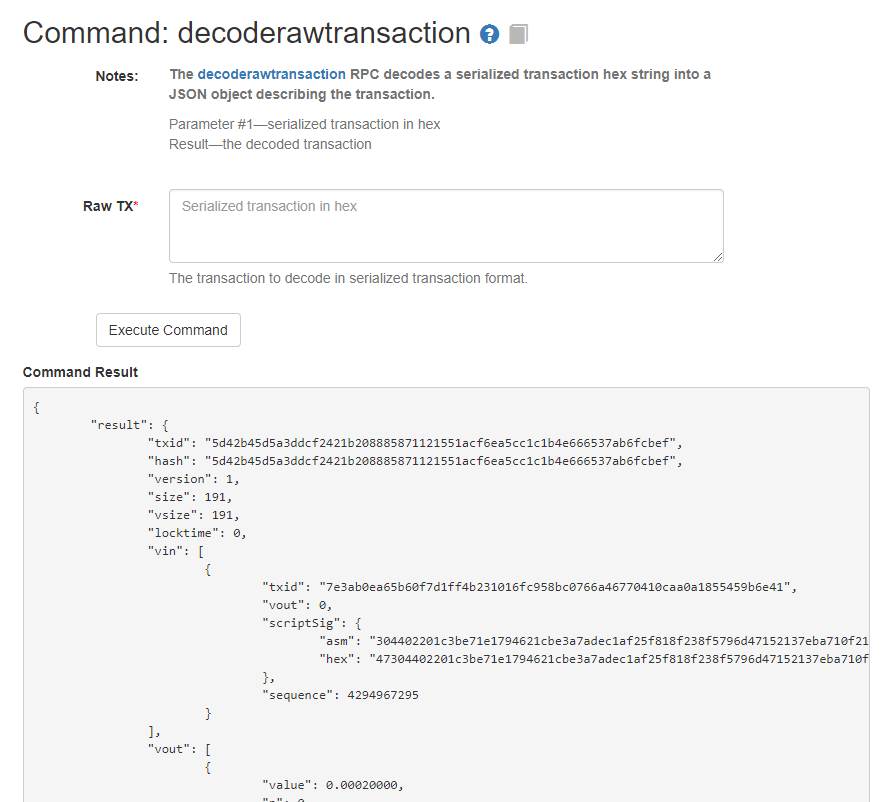 Command: decoderawtransaction ?
Notes:
The decoderawtransaction RPC decodes a serialized transaction hex string into a
JSON object describing the transaction.
Parameter #1—serialized transaction in hex
Result—the decoded transaction
Raw TX*
Serialized transaction in hex
The transaction to decode in serialized transaction format.
Execute Command
Command Result
{
"result": {
"txid": "5d42b45d5a3ddcf2421b208885871121551acf6ea5cc1c1b4e666537ab6fcbef",
"hash": "5d42b45d5a3ddcf2421b208885871121551acf6ea5cc1c1b4e666537ab6fcbef",
"version": 1,
"size": 191,
"vsize": 191,
"locktime": 0,
"vin": [
{
"txid": "7e3ab0ea65b60f7d1ff4b231016fc958bc0766a46770410caa0a1855459b6e41",
"vout": 0,
"scriptSig": {
"asm": "304402201c3be71e1794621cbe3a7adec1af25f818f238f5796d47152137eba710f21
"hex": "47304402201c3be71e1794621cbe3a7adec1af25f818f238f5796d47152137eba710f
},
"sequence": 4294967295
}
],
"vout": [
{
"value": 0.00020000,
"n": 0,